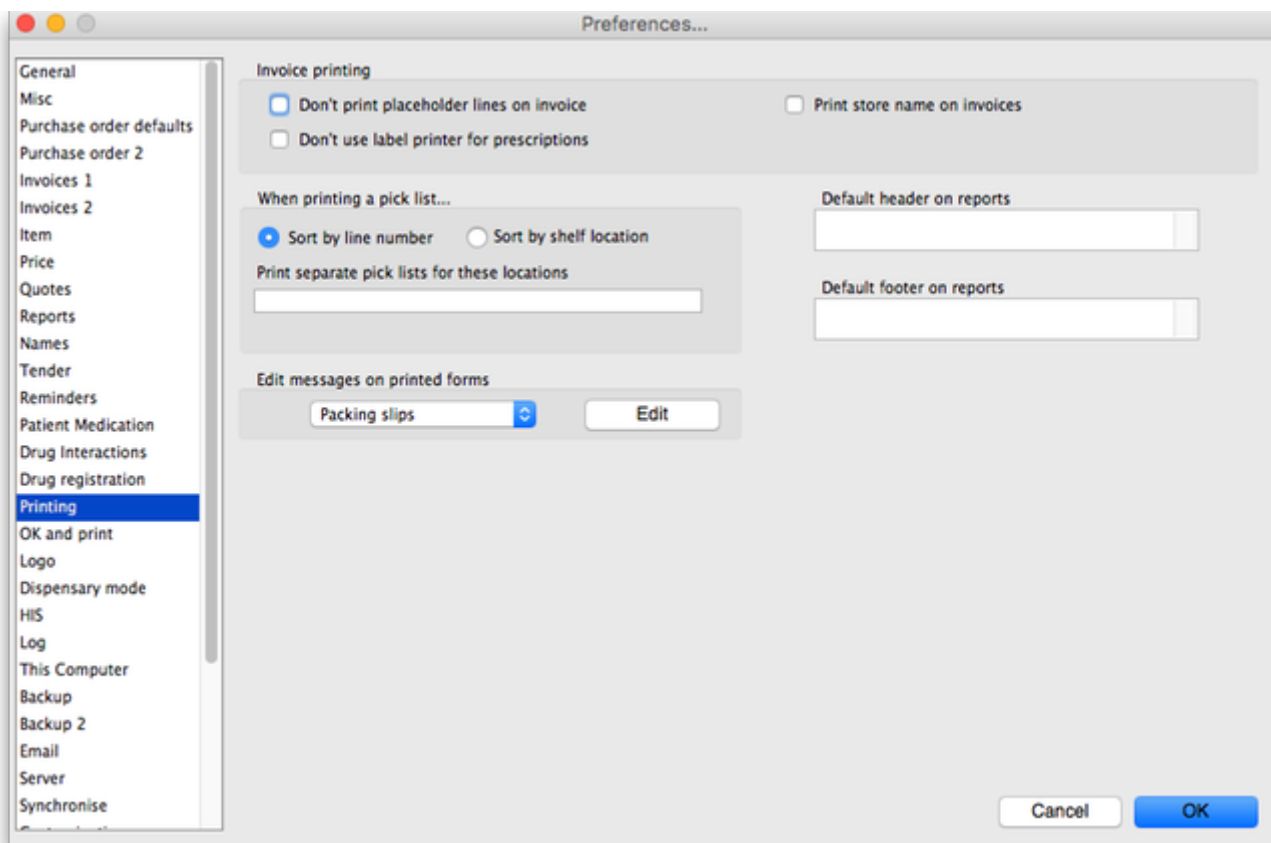 Preferences...
General
Misc
Purchase order defaults
Purchase order 2
Invoices 1
Invoices 2
Item
Price
Quotes
Reports
Names
Tender
Reminders
Patient Medication
Drug Interactions
Drug registration
Printing
OK and print
Logo
Dispensary mode
HIS
Log
This Computer
Backup
Backup 2
Email
Server
Synchronise
Invoice printing
Don't print placeholder lines on invoice
Print store name on invoices
Don't use label printer for prescriptions
When printing a pick list...
Sort by line number
Sort by shelf location
Print separate pick lists for these locations
Default header on reports
Default footer on reports
Edit messages on printed forms
Packing slips
Edit
Cancel
OK